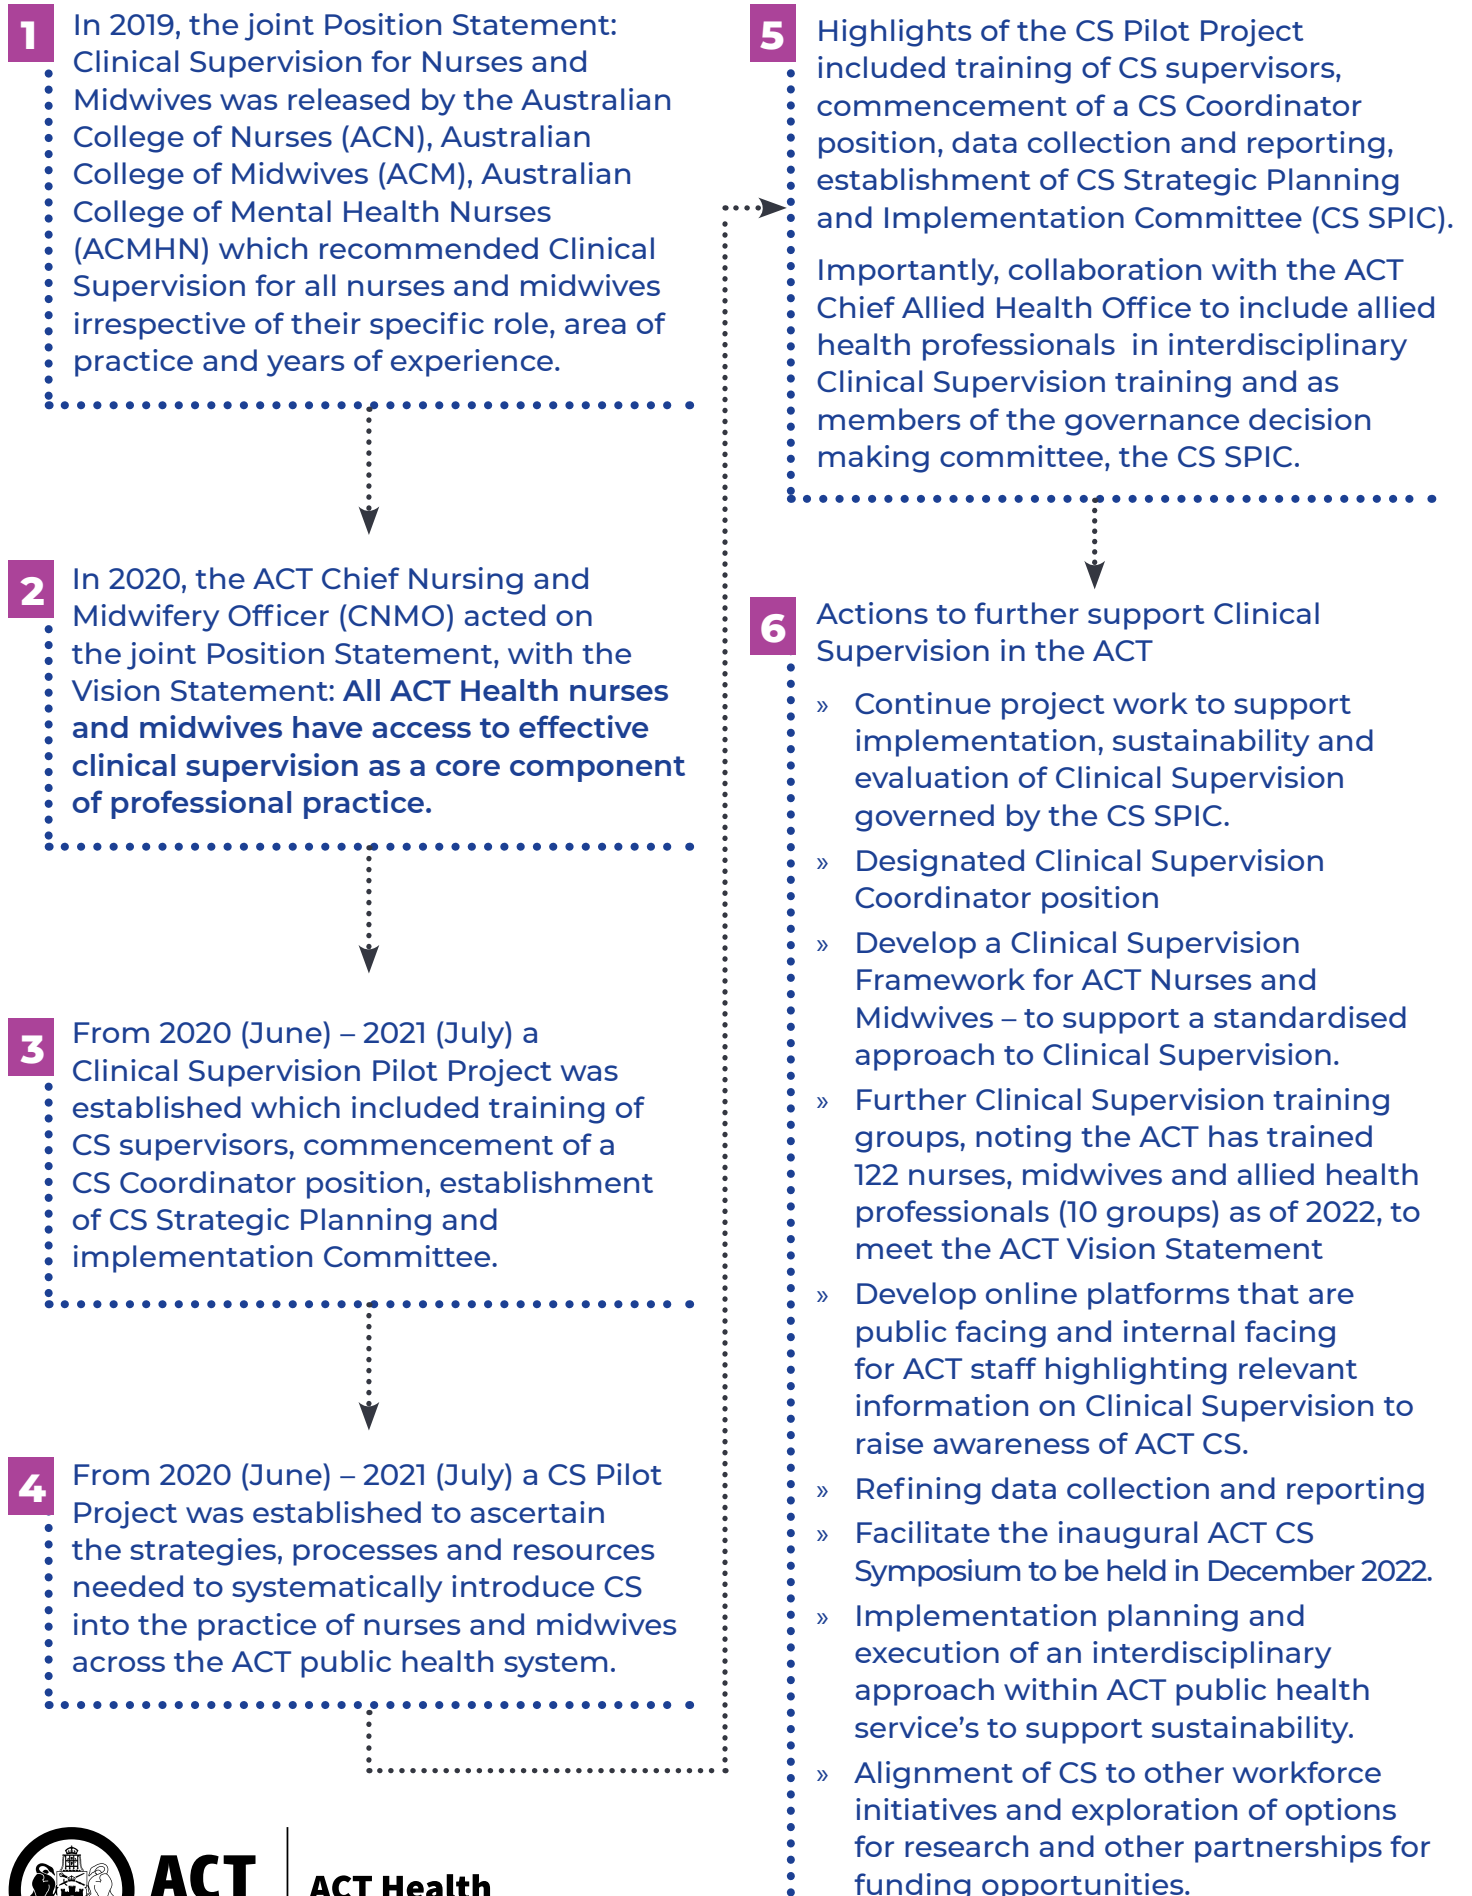 1
In 2019, the joint Position Statement:
Clinical Supervision for Nurses and
Midwives was released by the Australian
College of Nurses (ACN), Australian
College of Midwives (ACM), Australian
College of Mental Health Nurses
(ACMHN) which recommended Clinical
Supervision for all nurses and midwives
irrespective of their specific role, area of
practice and years of experience.
2
In 2020, the ACT Chief Nursing and
Midwifery Officer (CNMO) acted on
the joint Position Statement, with the
Vision Statement: All ACT Health nurses
and midwives have access to effective
clinical supervision as a core component
of professional practice.
3
From 2020 (June) – 2021 (July) a
Clinical Supervision Pilot Project was
established which included training of
CS supervisors, commencement of a
CS Coordinator position, establishment
of CS Strategic Planning and
implementation Committee.
4
From 2020 (June) – 2021 (July) a CS Pilot
Project was established to ascertain
the strategies, processes and resources
needed to systematically introduce CS
into the practice of nurses and midwives
across the ACT public health system.
5
Highlights of the CS Pilot Project
included training of CS supervisors,
commencement of a CS Coordinator
position, data collection and reporting,
establishment of CS Strategic Planning
and Implementation Committee (CS SPIC).
Importantly, collaboration with the ACT
Chief Allied Health Office to include allied
health professionals  in interdisciplinary
Clinical Supervision training and as
members of the governance decision
making committee, the CS SPIC.
6
Actions to further support Clinical
Supervision in the ACT
» Continue project work to support
implementation, sustainability and
evaluation of Clinical Supervision
governed by the CS SPIC.
» Designated Clinical Supervision
Coordinator position
» Develop a Clinical Supervision
Framework for ACT Nurses and
Midwives – to support a standardised
approach to Clinical Supervision.
» Further Clinical Supervision training
groups, noting the ACT has trained
122 nurses, midwives and allied health
professionals (10 groups) as of 2022, to
meet the ACT Vision Statement
» Develop online platforms that are
public facing and internal facing
for ACT staff highlighting relevant
information on Clinical Supervision to
raise awareness of ACT CS.
» Refining data collection and reporting
» Facilitate the inaugural ACT CS
Symposium to be held in December 2022.
» Implementation planning and
execution of an interdisciplinary
approach within ACT public health
service's to support sustainability.
» Alignment of CS to other workforce
initiatives and exploration of options
for research and other partnerships for
funding opportunities.
ACT
ACT Health